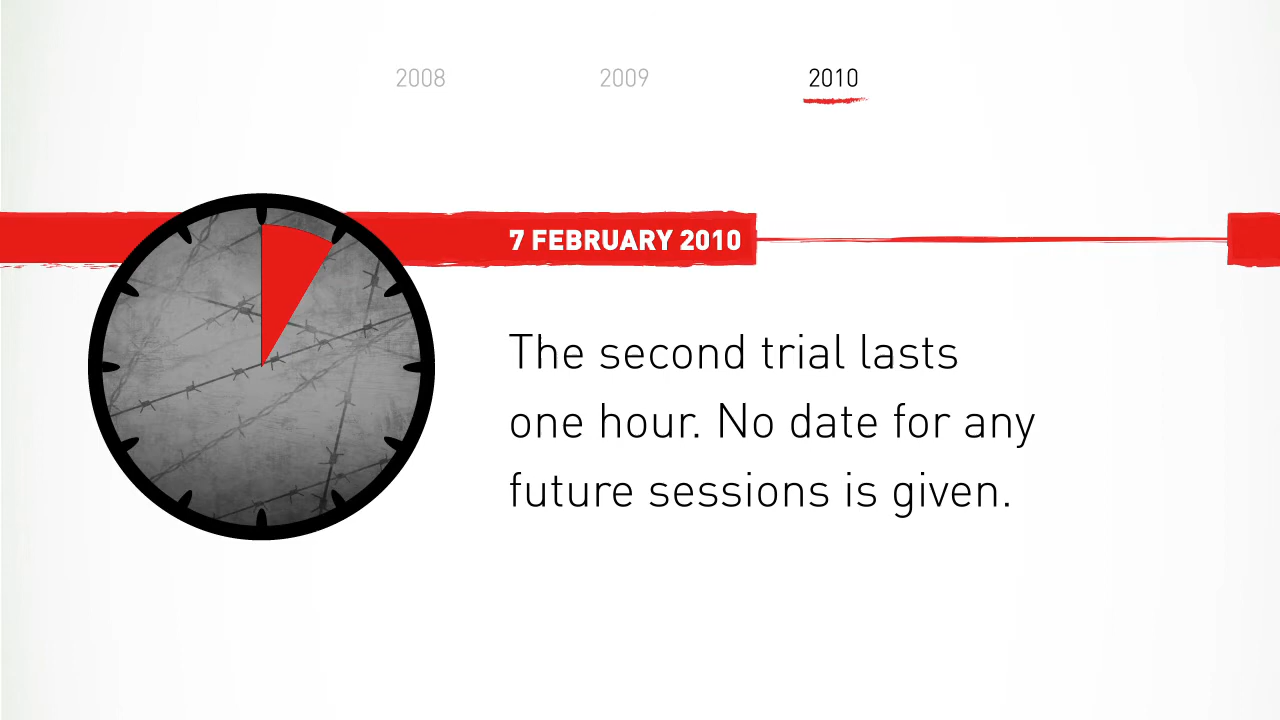 2008 2009 2010
7 FEBRUARY 2010
The second trial lasts
one hour. No date for any
future sessions is given.